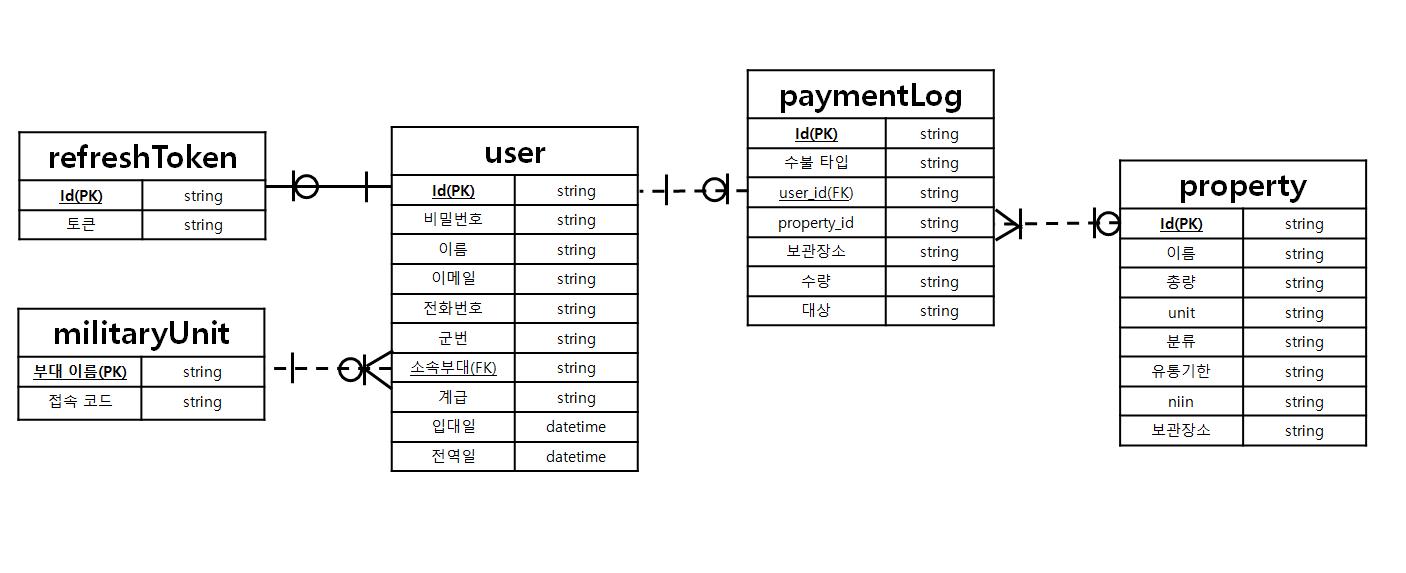 refreshToken
Id(PK) string
토큰 string
militaryUnit
부대 이름(PK) string
접속 코드 string
user
Id(PK) string
비밀번호 string
이름 string
이메일 string
전화번호 string
군번 string
소속부대(FK) string
계급 string
입대일 datetime
전역일 datetime
paymentLog
Id(PK) string
수불 타입 string
user_id(FK) string
property_id string
보관장소 string
수량 string
대상 string
property
Id(PK) string
이름 string
총량 string
unit string
분류 string
유통기한 string
niin string
보관장소 string